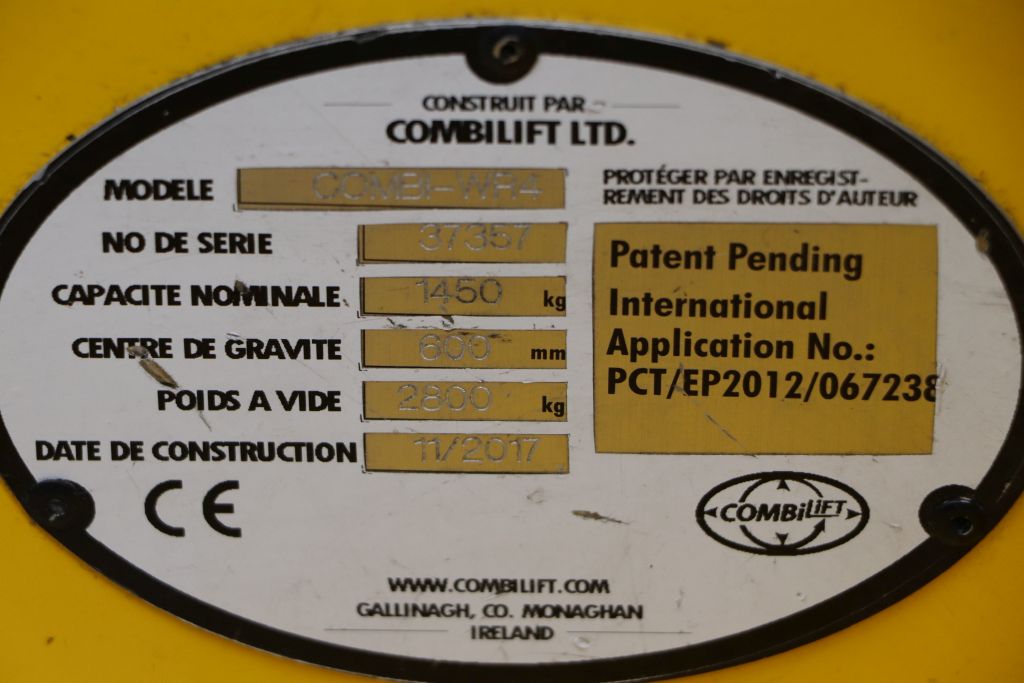 CONSTRUIT PAR
COMBILIFT LTD.
MODELE COMBI-WR4
NO DE SERIE 37357
CAPACITE NOMINALE 1450 kg
CENTRE DE GRAVITE 600 mm
POIDS A VIDE 2800 kg
DATE DE CONSTRUCTION 11/2017
PROTÉGER PAR ENREGIST-
REMENT DES DROITS D'AUTEUR
Patent Pending
International
Application No.:
PCT/EP2012/067238
CE
COMBiLiFT
WWW.COMBILIFT.COM
GALLINAGH, CO. MONAGHAN
IRELAND